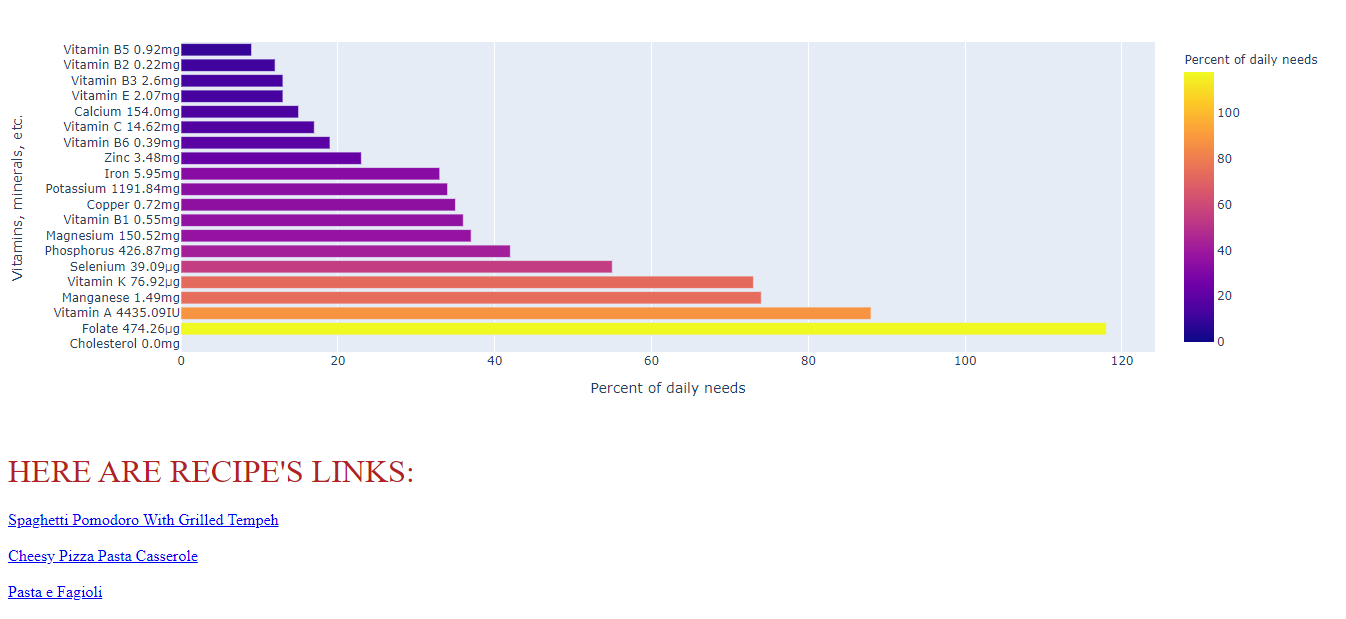 Vitamin B5 0.92mg
Vitamin B2 0.22mg
Vitamin B3 2.6mg
Vitamin E 2.07mg
Calcium 154.0mg
Vitamin C 14.62mg
Vitamin B6 0.39mg
Zinc 3.48mg
Iron 5.95mg
Potassium 1191.84mg
Copper 0.72mg
Vitamin B1 0.55mg
Magnesium 150.52mg
Phosphorus 426.87mg
Selenium 39.09µg
Vitamin K 76.92µg
Manganese 1.49mg
Vitamin A 4435.09IU
Folate 474.26µg
Cholesterol 0.0mg
Vitamins, minerals, etc.
0 20 40 60 80 100 120
Percent of daily needs
Percent of daily needs
100
80
60
40
20
0
HERE ARE RECIPE'S LINKS:
Spaghetti Pomodoro With Grilled Tempeh
Cheesy Pizza Pasta Casserole
Pasta e Fagioli